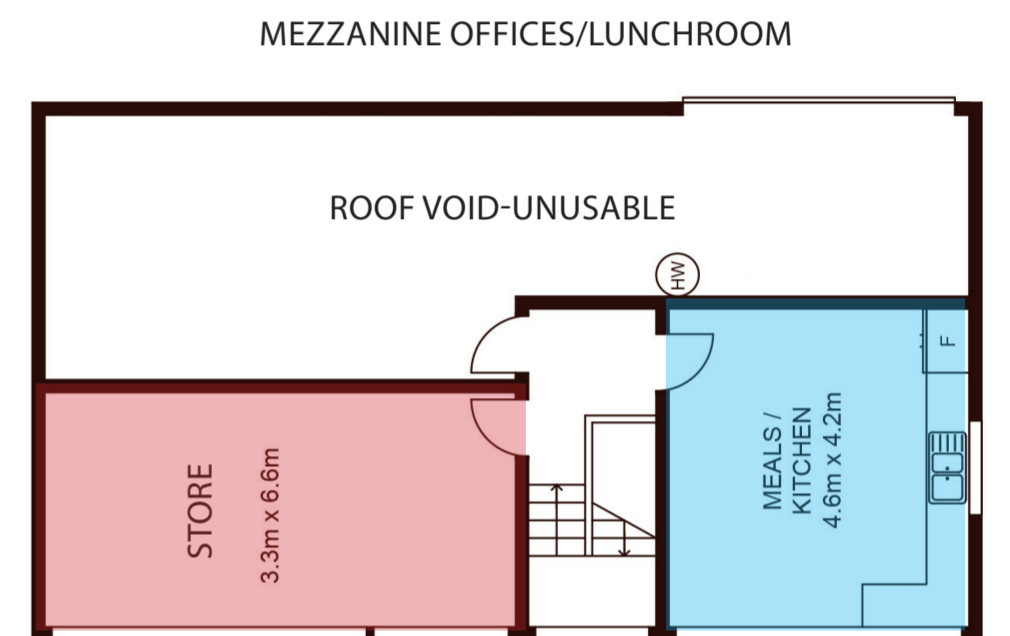 MEZZANINE OFFICES/LUNCHROOM
ROOF VOID-UNUSABLE
HW
F
STORE
3.3m x 6.6m
MEALS /
KITCHEN
4.6m x 4.2m